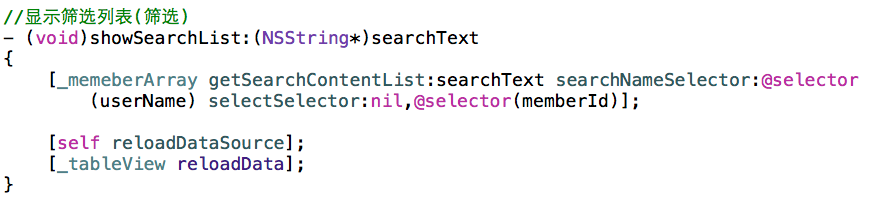 //显示筛选列表(筛选)
- (void)showSearchList:(NSString*)searchText
{
[_memeberArray getSearchContentList:searchText searchNameSelector:@selector
(userName) selectSelector:nil,@selector(memberId)];
[self reloadDataSource];
[_tableView reloadData];
}